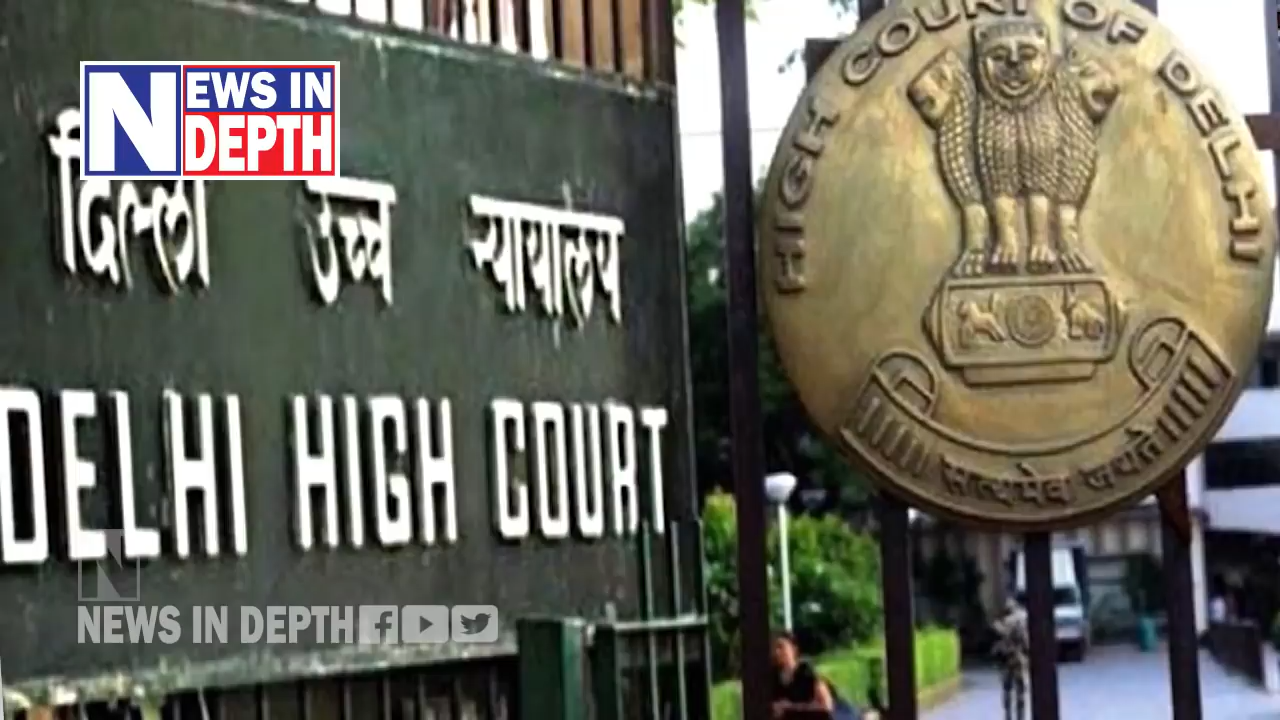 NEWS IN
DEPTH
दिल्ली उच्च न्यायालय
DELHI HIGH COURT
HIGH COURT OF DELHI
सत्यमेव जयते
N
NEWS IN DEPTH